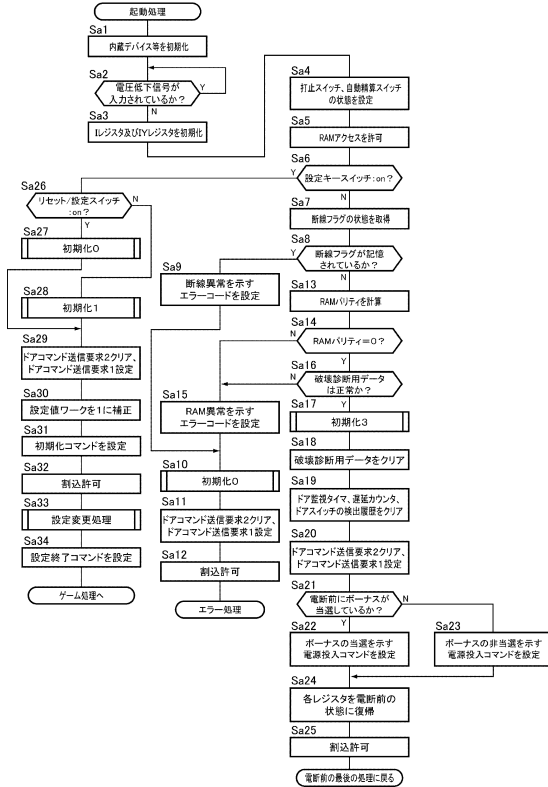 起動処理
Sa1
内蔵デバイス等を初期化
Sa2
電圧低下信号が
入力されているか？
Y
N
Sa3
Iレジスタ及びIYレジスタを初期化
Sa4
打止スイッチ、自動精算スイッチ
の状態を設定
Sa5
RAMアクセスを許可
Sa6
設定キースイッチ:on？
Y
N
Sa7
断線フラグの状態を取得
Sa8
断線フラグが記憶
されているか？
Y
N
Sa9
断線異常を示す
エラーコードを設定
Sa13
RAMパリティを計算
Sa14
RAMパリティ＝0？
N
Y
Sa16
破壊診断用データ
は正常か？
N
Y
Sa15
RAM異常を示す
エラーコードを設定
Sa10
初期化0
Sa11
ドアコマンド送信要求2クリア、
ドアコマンド送信要求1設定
Sa12
割込許可
エラー処理
Sa17
初期化3
Sa18
破壊診断用データをクリア
Sa19
ドア監視タイマ、遅延カウンタ、
ドアスイッチの検出履歴をクリア
Sa20
ドアコマンド送信要求2クリア、
ドアコマンド送信要求1設定
Sa21
電断前にボーナスが
当選しているか？
N
Y
Sa22
ボーナスの当選を示す
電源投入コマンドを設定
Sa23
ボーナスの非当選を示す
電源投入コマンドを設定
Sa24
各レジスタを電断前の
状態に復帰
Sa25
割込許可
電断前の最後の処理に戻る
Sa26
リセット/設定スイッチ
:on？
N
Y
Sa27
初期化0
Sa28
初期化1
Sa29
ドアコマンド送信要求2クリア、
ドアコマンド送信要求1設定
Sa30
設定値ワークを1に補正
Sa31
初期化コマンドを設定
Sa32
割込許可
Sa33
設定変更処理
Sa34
設定終了コマンドを設定
ゲーム処理へ